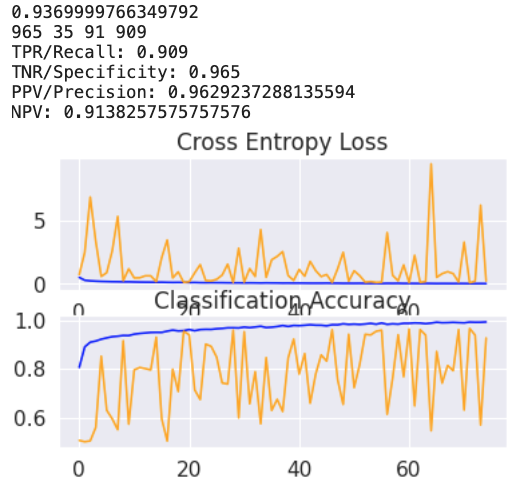 0.9369999766349792
965 35 91 909
TPR/Recall: 0.909
TNR/Specificity: 0.965
PPV/Precision: 0.9629237288135594
NPV: 0.9138257575757576
Cross Entropy Loss
5
0
0 20 40 60
Classification Accuracy
1.0
0.8
0.6
0 20 40 60